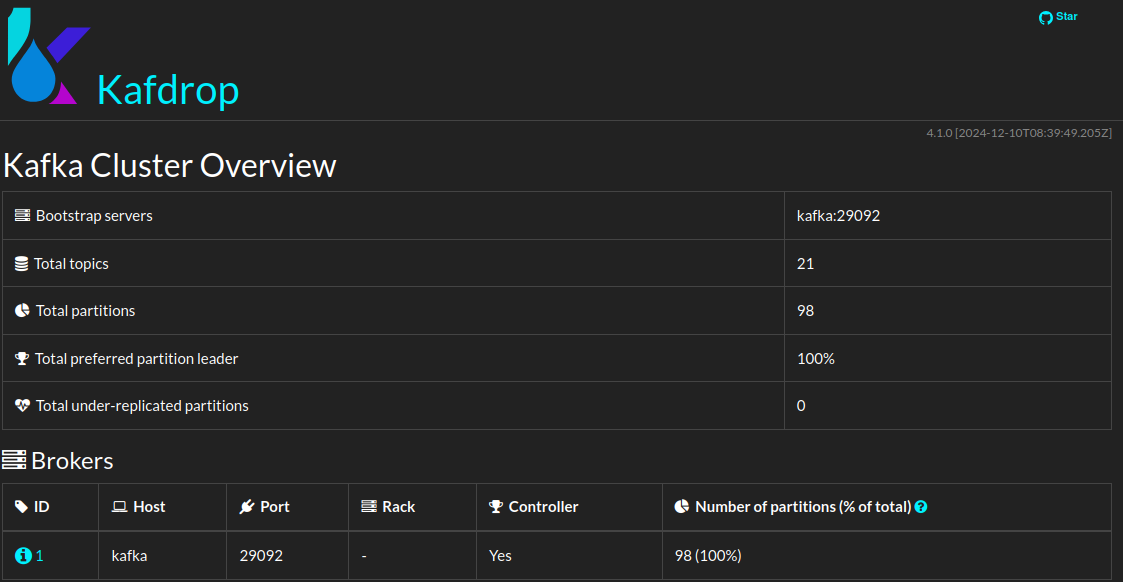 Star
Kafdrop
4.1.0 [2024-12-10T08:39:49.205Z]
Kafka Cluster Overview
Bootstrap servers kafka:29092
Total topics 21
Total partitions 98
Total preferred partition leader 100%
Total under-replicated partitions 0
Brokers
ID Host Port Rack Controller Number of partitions (% of total)
1 kafka 29092 - Yes 98 (100%)